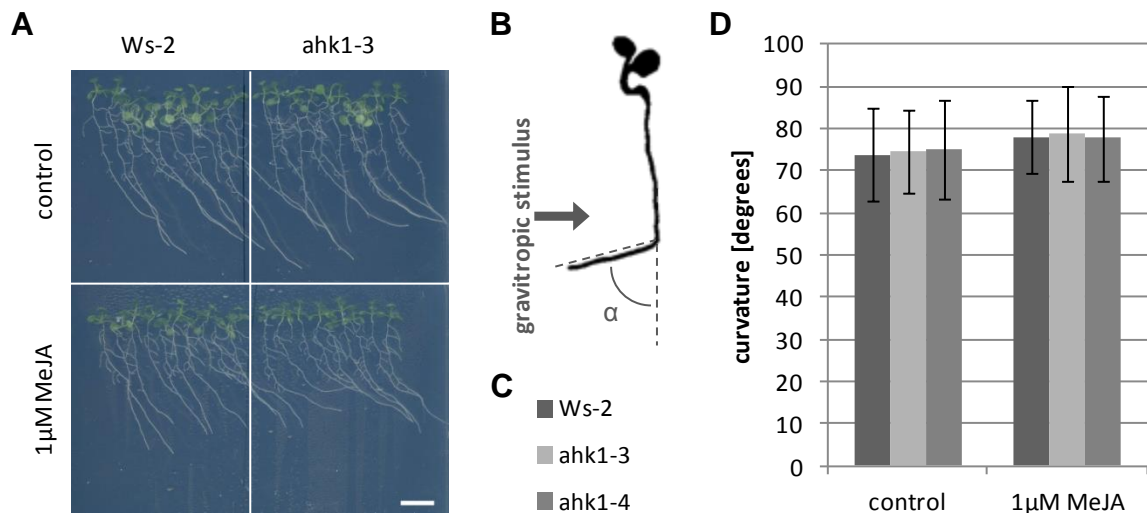 A
Ws-2
ahk1-3
control
1µM MeJA
B
gravitropic stimulus
α
C
Ws-2
ahk1-3
ahk1-4
D
curvature [degrees]
100
90
80
70
60
50
40
30
20
10
0
control
1µM MeJA